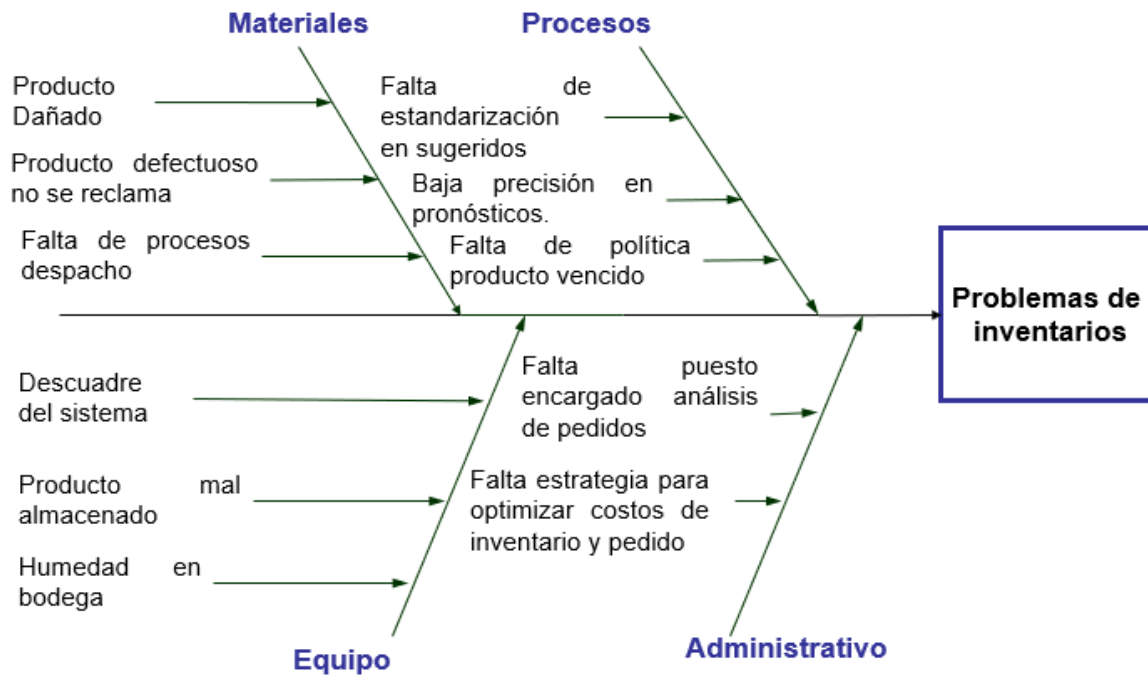 Materiales
Procesos
Producto
Dañado
Producto defectuoso
no se reclama
Falta de procesos
despacho
Falta de
estandarización
en sugeridos
Baja precisión en
pronósticos.
Falta de política
producto vencido
Problemas de
inventarios
Descuadre
del sistema
Producto mal
almacenado
Humedad en
bodega
Falta puesto
encargado análisis
de pedidos
Falta estrategia para
optimizar costos de
inventario y pedido
Equipo
Administrativo